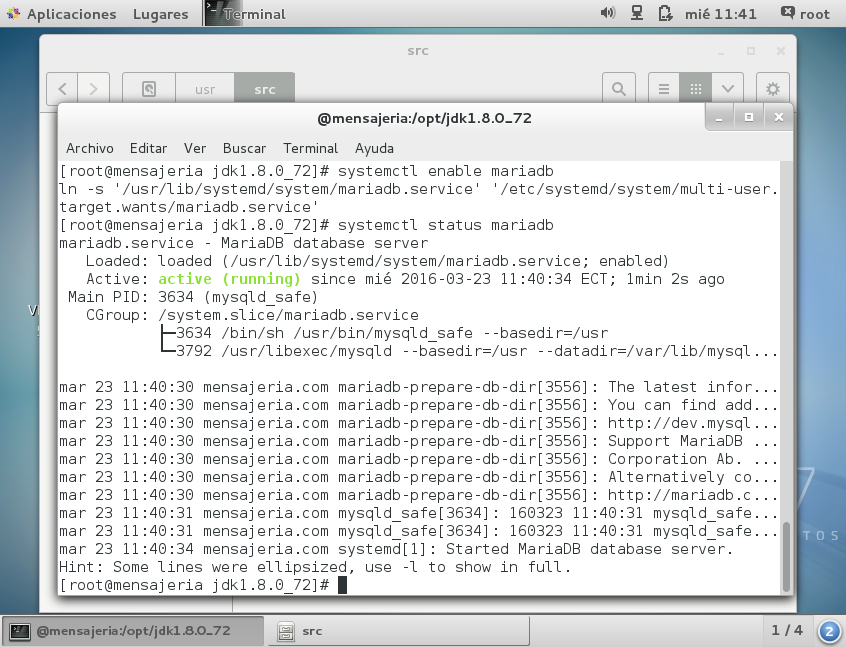 Aplicaciones Lugares Terminal mié 11:41 root
src
usr src
@mensajeria:/opt/jdk1.8.0_72
Archivo Editar Ver Buscar Terminal Ayuda
[root@mensajeria jdk1.8.0_72]# systemctl enable mariadb
ln -s '/usr/lib/systemd/system/mariadb.service' '/etc/systemd/system/multi-user.
target.wants/mariadb.service'
[root@mensajeria jdk1.8.0_72]# systemctl status mariadb
mariadb.service - MariaDB database server
Loaded: loaded (/usr/lib/systemd/system/mariadb.service; enabled)
Active: active (running) since mié 2016-03-23 11:40:34 ECT; 1min 2s ago
Main PID: 3634 (mysqld_safe)
CGroup: /system.slice/mariadb.service
├─3634 /bin/sh /usr/bin/mysqld_safe --basedir=/usr
└─3792 /usr/libexec/mysqld --basedir=/usr --datadir=/var/lib/mysql...
mar 23 11:40:30 mensajeria.com mariadb-prepare-db-dir[3556]: The latest infor...
mar 23 11:40:30 mensajeria.com mariadb-prepare-db-dir[3556]: You can find add...
mar 23 11:40:30 mensajeria.com mariadb-prepare-db-dir[3556]: http://dev.mysql...
mar 23 11:40:30 mensajeria.com mariadb-prepare-db-dir[3556]: Support MariaDB ...
mar 23 11:40:30 mensajeria.com mariadb-prepare-db-dir[3556]: Corporation Ab. ...
mar 23 11:40:30 mensajeria.com mariadb-prepare-db-dir[3556]: Alternatively co...
mar 23 11:40:30 mensajeria.com mariadb-prepare-db-dir[3556]: http://mariadb.c...
mar 23 11:40:31 mensajeria.com mysqld_safe[3634]: 160323 11:40:31 mysqld_safe...
mar 23 11:40:31 mensajeria.com mysqld_safe[3634]: 160323 11:40:31 mysqld_safe...
mar 23 11:40:34 mensajeria.com systemd[1]: Started MariaDB database server.
Hint: Some lines were ellipsized, use -l to show in full.
[root@mensajeria jdk1.8.0_72]#
7
TOS
@mensajeria:/opt/jdk1.8.0_72 src 1 / 4 2